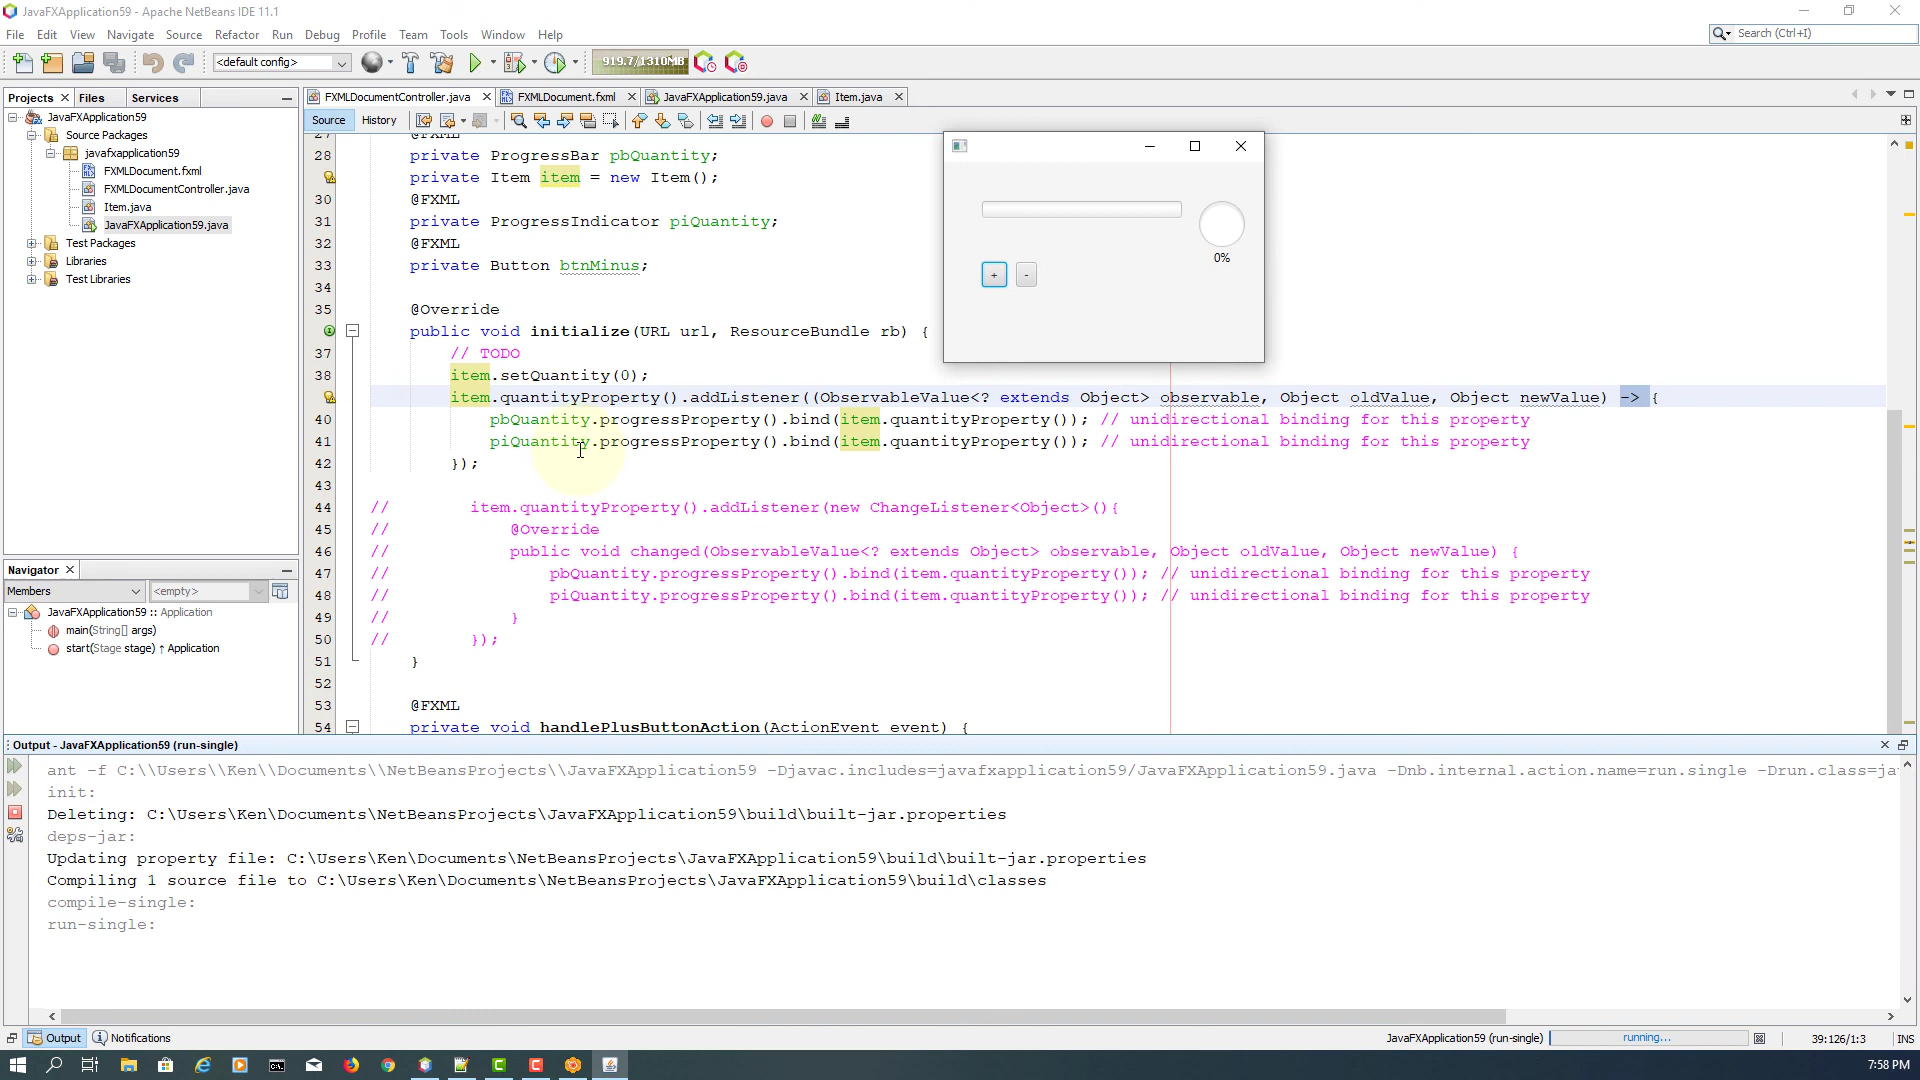 JavaFXApplication59 - Apache NetBeans IDE 11.1
File Edit View Navigate Source Refactor Run Debug Profile Team Tools Window Help
Search (Ctrl+I)
<default config>
919.7/1310MB
Projects Files Services
FXMLDocumentController.java FXMLDocument.fxml JavaFXApplication59.java Item.java
Source History
JavaFXApplication59
Source Packages
javafxapplication59
FXMLDocument.fxml
FXMLDocumentController.java
Item.java
JavaFXApplication59.java
Test Packages
Libraries
Test Libraries
27 @FXML
28 private ProgressBar pbQuantity;
private Item item = new Item();
30 @FXML
31 private ProgressIndicator piQuantity;
32 @FXML
33 private Button btnMinus;
34
35 @Override
public void initialize(URL url, ResourceBundle rb) {
37 // TODO
38 item.setQuantity(0);
item.quantityProperty().addListener((ObservableValue<? extends Object> observable, Object oldValue, Object newValue) -> {
40 pbQuantity.progressProperty().bind(item.quantityProperty()); // unidirectional binding for this property
41 piQuantity.progressProperty().bind(item.quantityProperty()); // unidirectional binding for this property
42 });
43
44 // item.quantityProperty().addListener(new ChangeListener<Object>(){
45 // @Override
46 // public void changed(ObservableValue<? extends Object> observable, Object oldValue, Object newValue) {
47 // pbQuantity.progressProperty().bind(item.quantityProperty()); // unidirectional binding for this property
48 // piQuantity.progressProperty().bind(item.quantityProperty()); // unidirectional binding for this property
49 // }
50 // });
51 }
52
53 @FXML
54 private void handlePlusButtonAction(ActionEvent event) {
0%
+ -
Navigator
Members <empty>
JavaFXApplication59 :: Application
main(String[] args)
start(Stage stage) ↑ Application
Output - JavaFXApplication59 (run-single)
ant -f C:\\Users\\Ken\\Documents\\NetBeansProjects\\JavaFXApplication59 -Djavac.includes=javafxapplication59/JavaFXApplication59.java -Dnb.internal.action.name=run.single -Drun.class=ja
init:
Deleting: C:\Users\Ken\Documents\NetBeansProjects\JavaFXApplication59\build\built-jar.properties
deps-jar:
Updating property file: C:\Users\Ken\Documents\NetBeansProjects\JavaFXApplication59\build\built-jar.properties
Compiling 1 source file to C:\Users\Ken\Documents\NetBeansProjects\JavaFXApplication59\build\classes
compile-single:
run-single:
Output Notifications
JavaFXApplication59 (run-single) running... 39:126/1:3 INS
7:58 PM